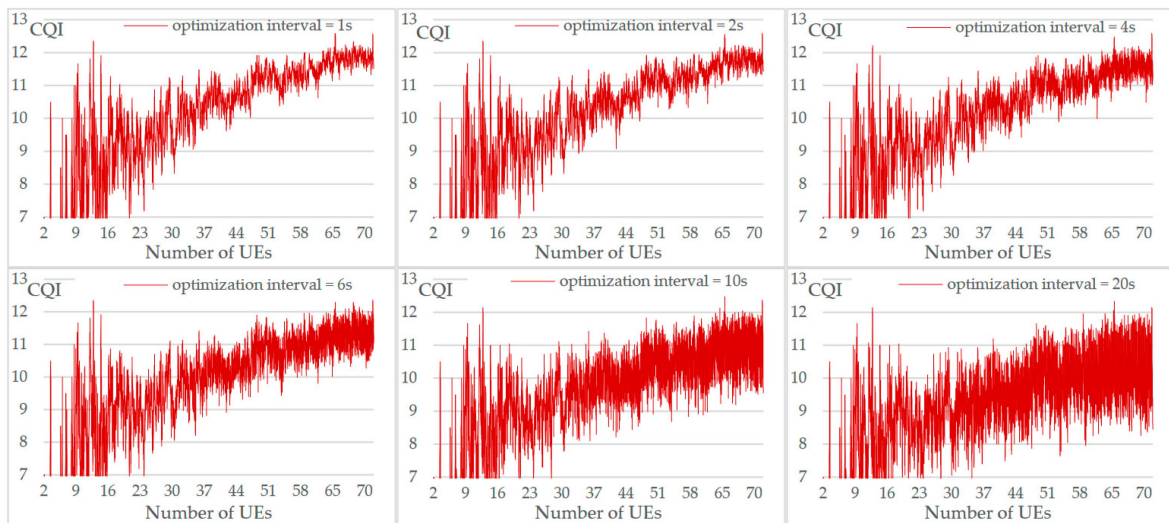 CQI
optimization interval = 1s
13
12
11
10
9
8
7
2 9 16 23 30 37 44 51 58 65 70
Number of UEs
CQI
optimization interval = 2s
13
12
11
10
9
8
7
2 9 16 23 30 37 44 51 58 65 70
Number of UEs
CQI
optimization interval = 4s
13
12
11
10
9
8
7
2 9 16 23 30 37 44 51 58 65 70
Number of UEs
CQI
optimization interval = 6s
13
12
11
10
9
8
7
2 9 16 23 30 37 44 51 58 65 70
Number of UEs
CQI
optimization interval = 10s
13
12
11
10
9
8
7
2 9 16 23 30 37 44 51 58 65 70
Number of UEs
CQI
optimization interval = 20s
13
12
11
10
9
8
7
2 9 16 23 30 37 44 51 58 65 70
Number of UEs